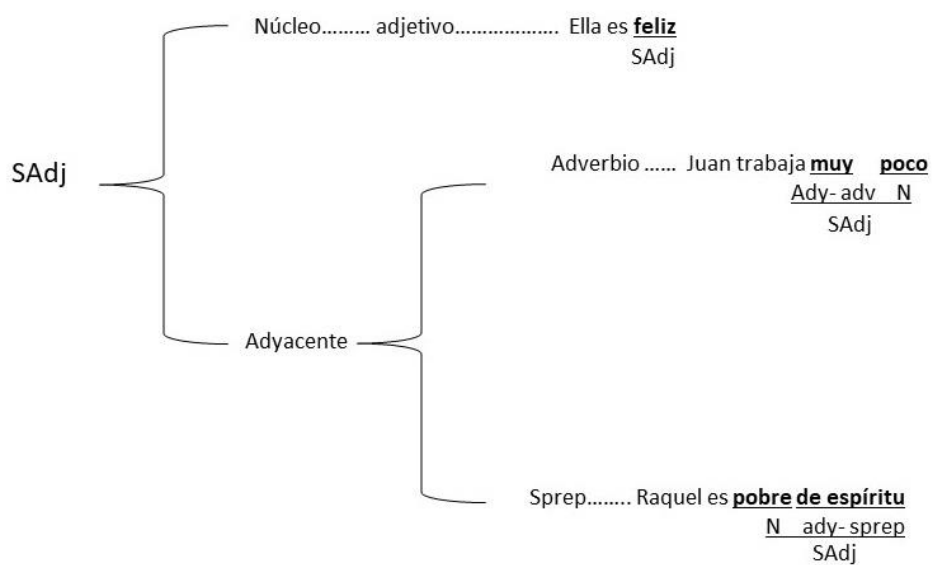 Núcleo......... adjetivo................... Ella es feliz
SAdj
SAdj
Adverbio ...... Juan trabaja muy poco
Ady- adv N
SAdj
Adyacente
Sprep........ Raquel es pobre de espíritu
N ady- sprep
SAdj